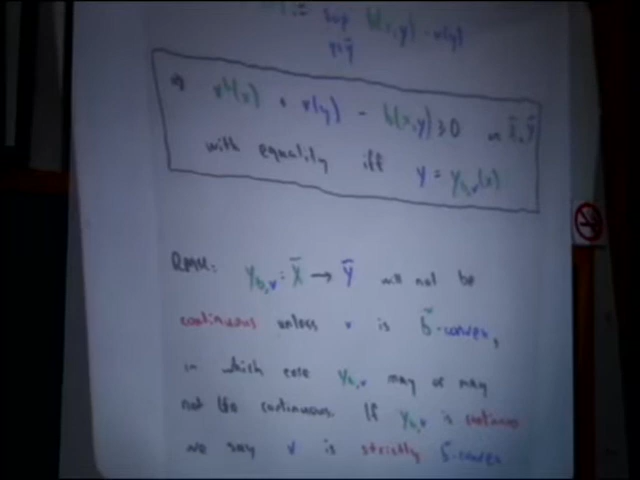 := sup b(x,y) - v(y)
y∈Ȳ
⇒ v^b(x) + v(y) - b(x,y) ≥ 0 on X̄×Ȳ
with equality iff y = y_{b,v}(x)
RMK: y_{b,v}: X̄ → Ȳ will not be
continuous unless v is b̃-convex,
in which case y_{b,v} may or may
not be continuous. If y_{b,v} is continuous
we say v is strictly b̃-convex